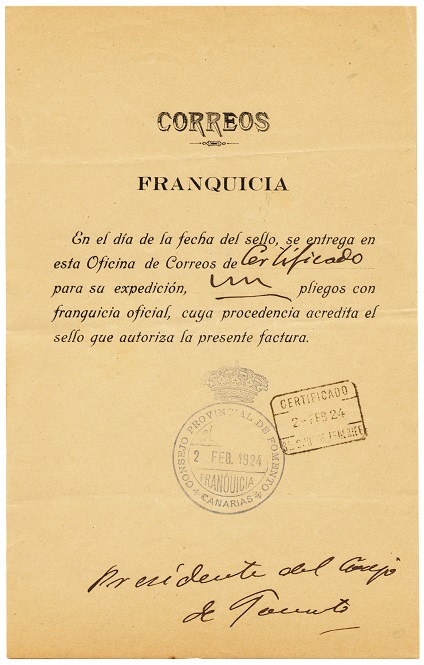 CORREOS
FRANQUICIA
En el día de la fecha del sello, se entrega en
esta Oficina de Correos de Certificado
para su expedición, un pliegos con
franquicia oficial, cuya procedencia acredita el
sello que autoriza la presente factura.
CERTIFICADO
2 - FEB 24
DE TENERIFE
CONSEJO PROVINCIAL DE FOMENTO
2 FEB. 1924
FRANQUICIA
CANARIAS
Presidente del Consejo
de Fomento